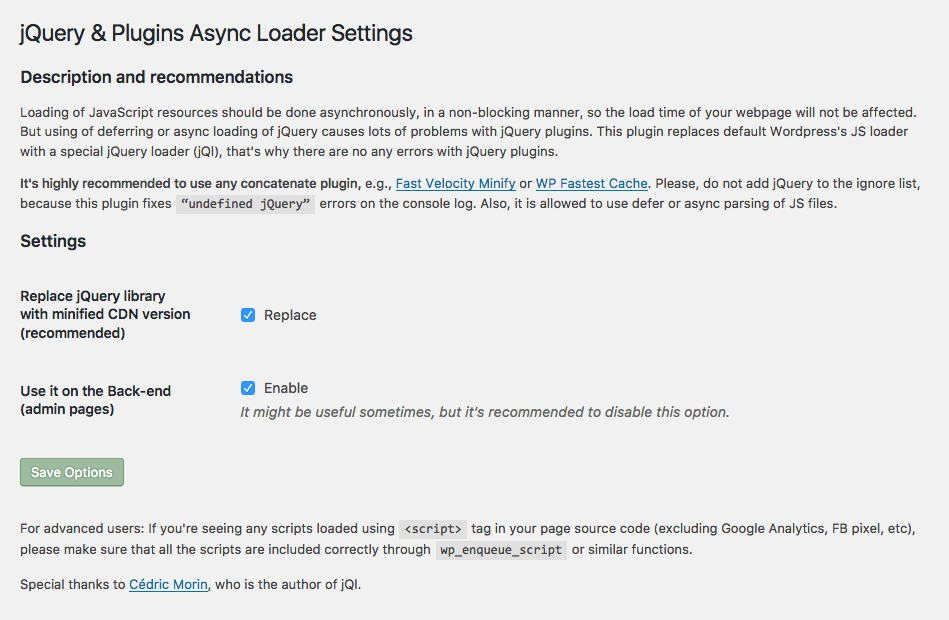 jQuery & Plugins Async Loader Settings
Description and recommendations
Loading of JavaScript resources should be done asynchronously, in a non-blocking manner, so the load time of your webpage will not be affected.
But using of deferring or async loading of jQuery causes lots of problems with jQuery plugins. This plugin replaces default Wordpress's JS loader
with a special jQuery loader (jQl), that's why there are no any errors with jQuery plugins.
It's highly recommended to use any concatenate plugin, e.g., Fast Velocity Minify or WP Fastest Cache. Please, do not add jQuery to the ignore list,
because this plugin fixes “undefined jQuery” errors on the console log. Also, it is allowed to use defer or async parsing of JS files.
Settings
Replace jQuery library
with minified CDN version
(recommended)
Replace
Use it on the Back-end
(admin pages)
Enable
It might be useful sometimes, but it's recommended to disable this option.
Save Options
For advanced users: If you're seeing any scripts loaded using <script> tag in your page source code (excluding Google Analytics, FB pixel, etc),
please make sure that all the scripts are included correctly through wp_enqueue_script or similar functions.
Special thanks to Cédric Morin, who is the author of jQl.